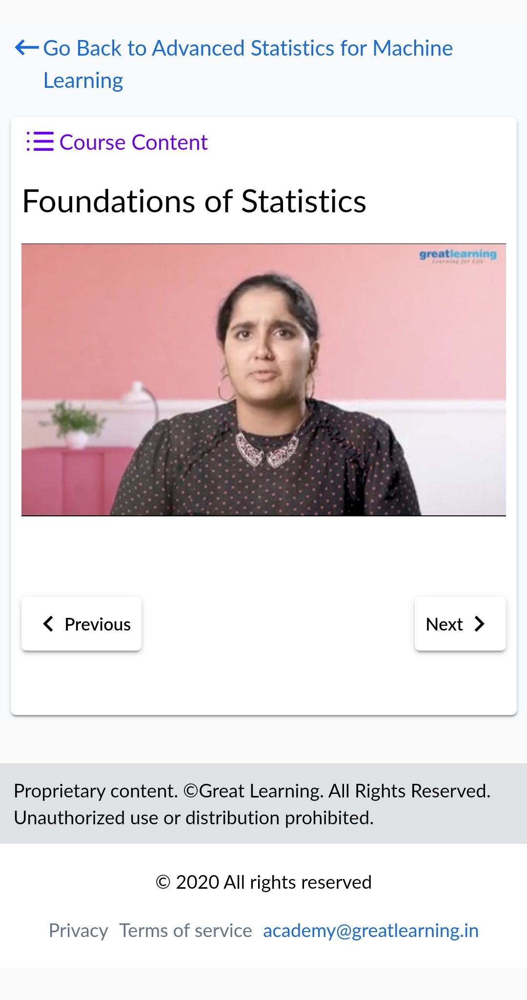 Go Back to Advanced Statistics for Machine
Learning
Course Content
Foundations of Statistics
greatlearning
Learning for Life
Previous
Next
Proprietary content. ©Great Learning. All Rights Reserved.
Unauthorized use or distribution prohibited.
© 2020 All rights reserved
Privacy Terms of service academy@greatlearning.in